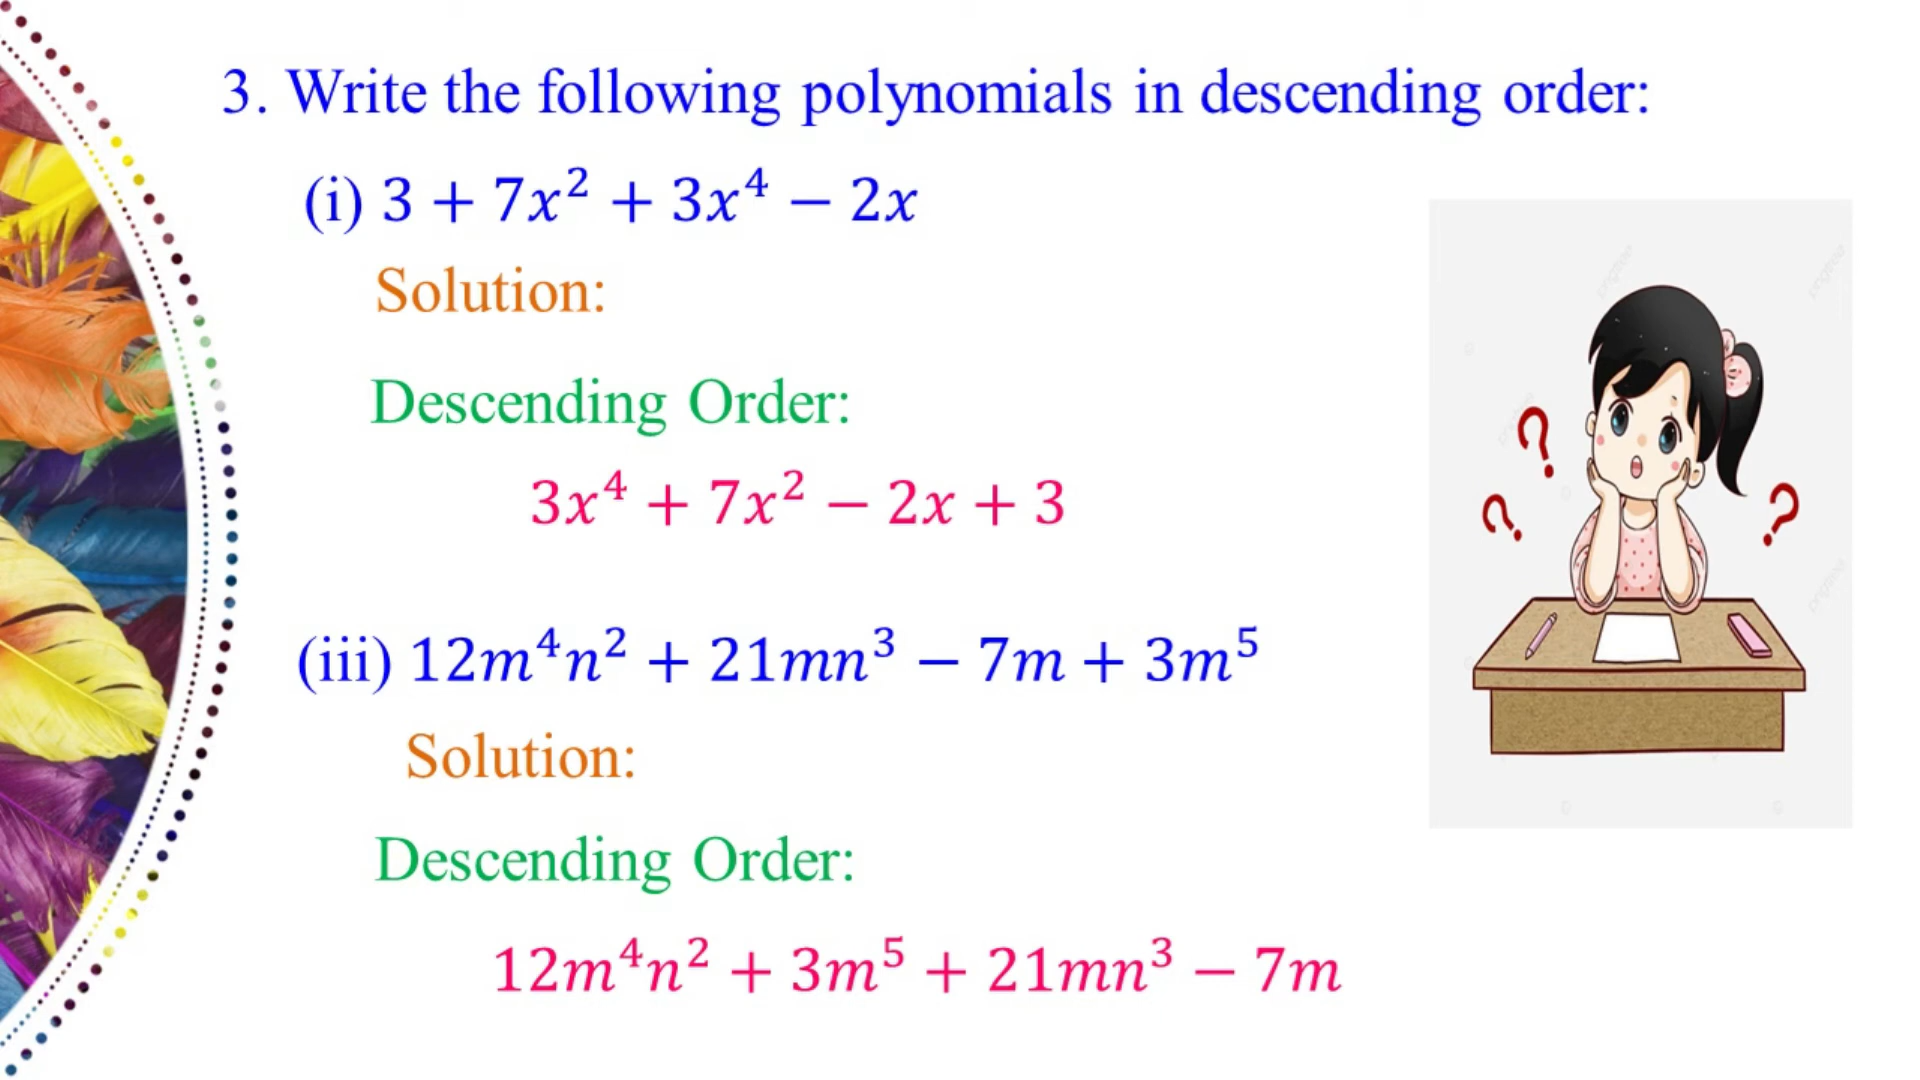 3. Write the following polynomials in descending order:
(i) 3 + 7x² + 3x⁴ − 2x
Solution:
Descending Order:
3x⁴ + 7x² − 2x + 3
(iii) 12m⁴n² + 21mn³ − 7m + 3m⁵
Solution:
Descending Order:
12m⁴n² + 3m⁵ + 21mn³ − 7m